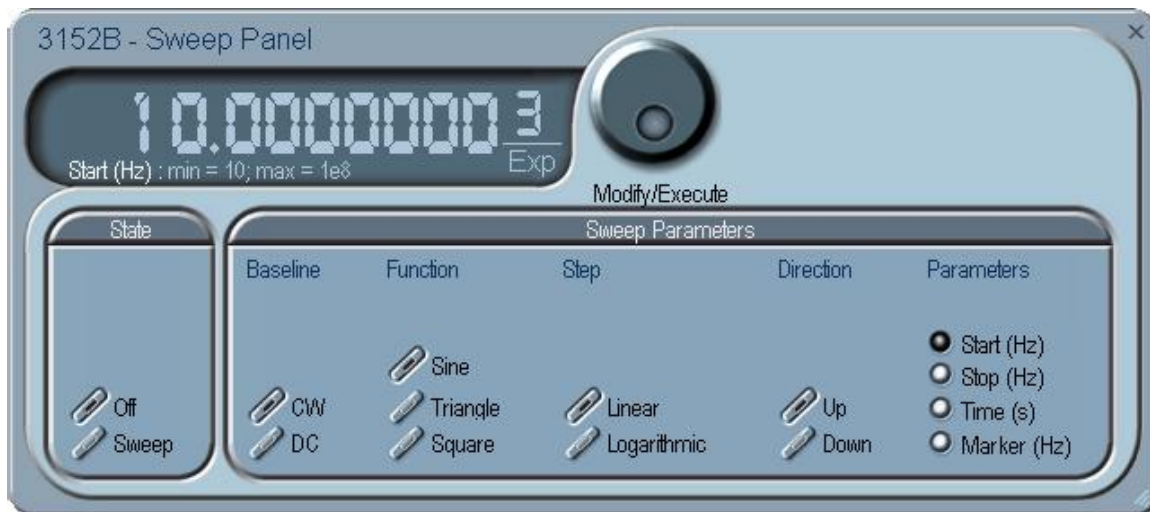 3152B - Sweep Panel
10.0000000 3
Exp
Start (Hz) : min = 10; max = 1e8
Modify/Execute
State
Off
Sweep
Sweep Parameters
Baseline
CW
DC
Function
Sine
Triangle
Square
Step
Linear
Logarithmic
Direction
Up
Down
Parameters
Start (Hz)
Stop (Hz)
Time (s)
Marker (Hz)